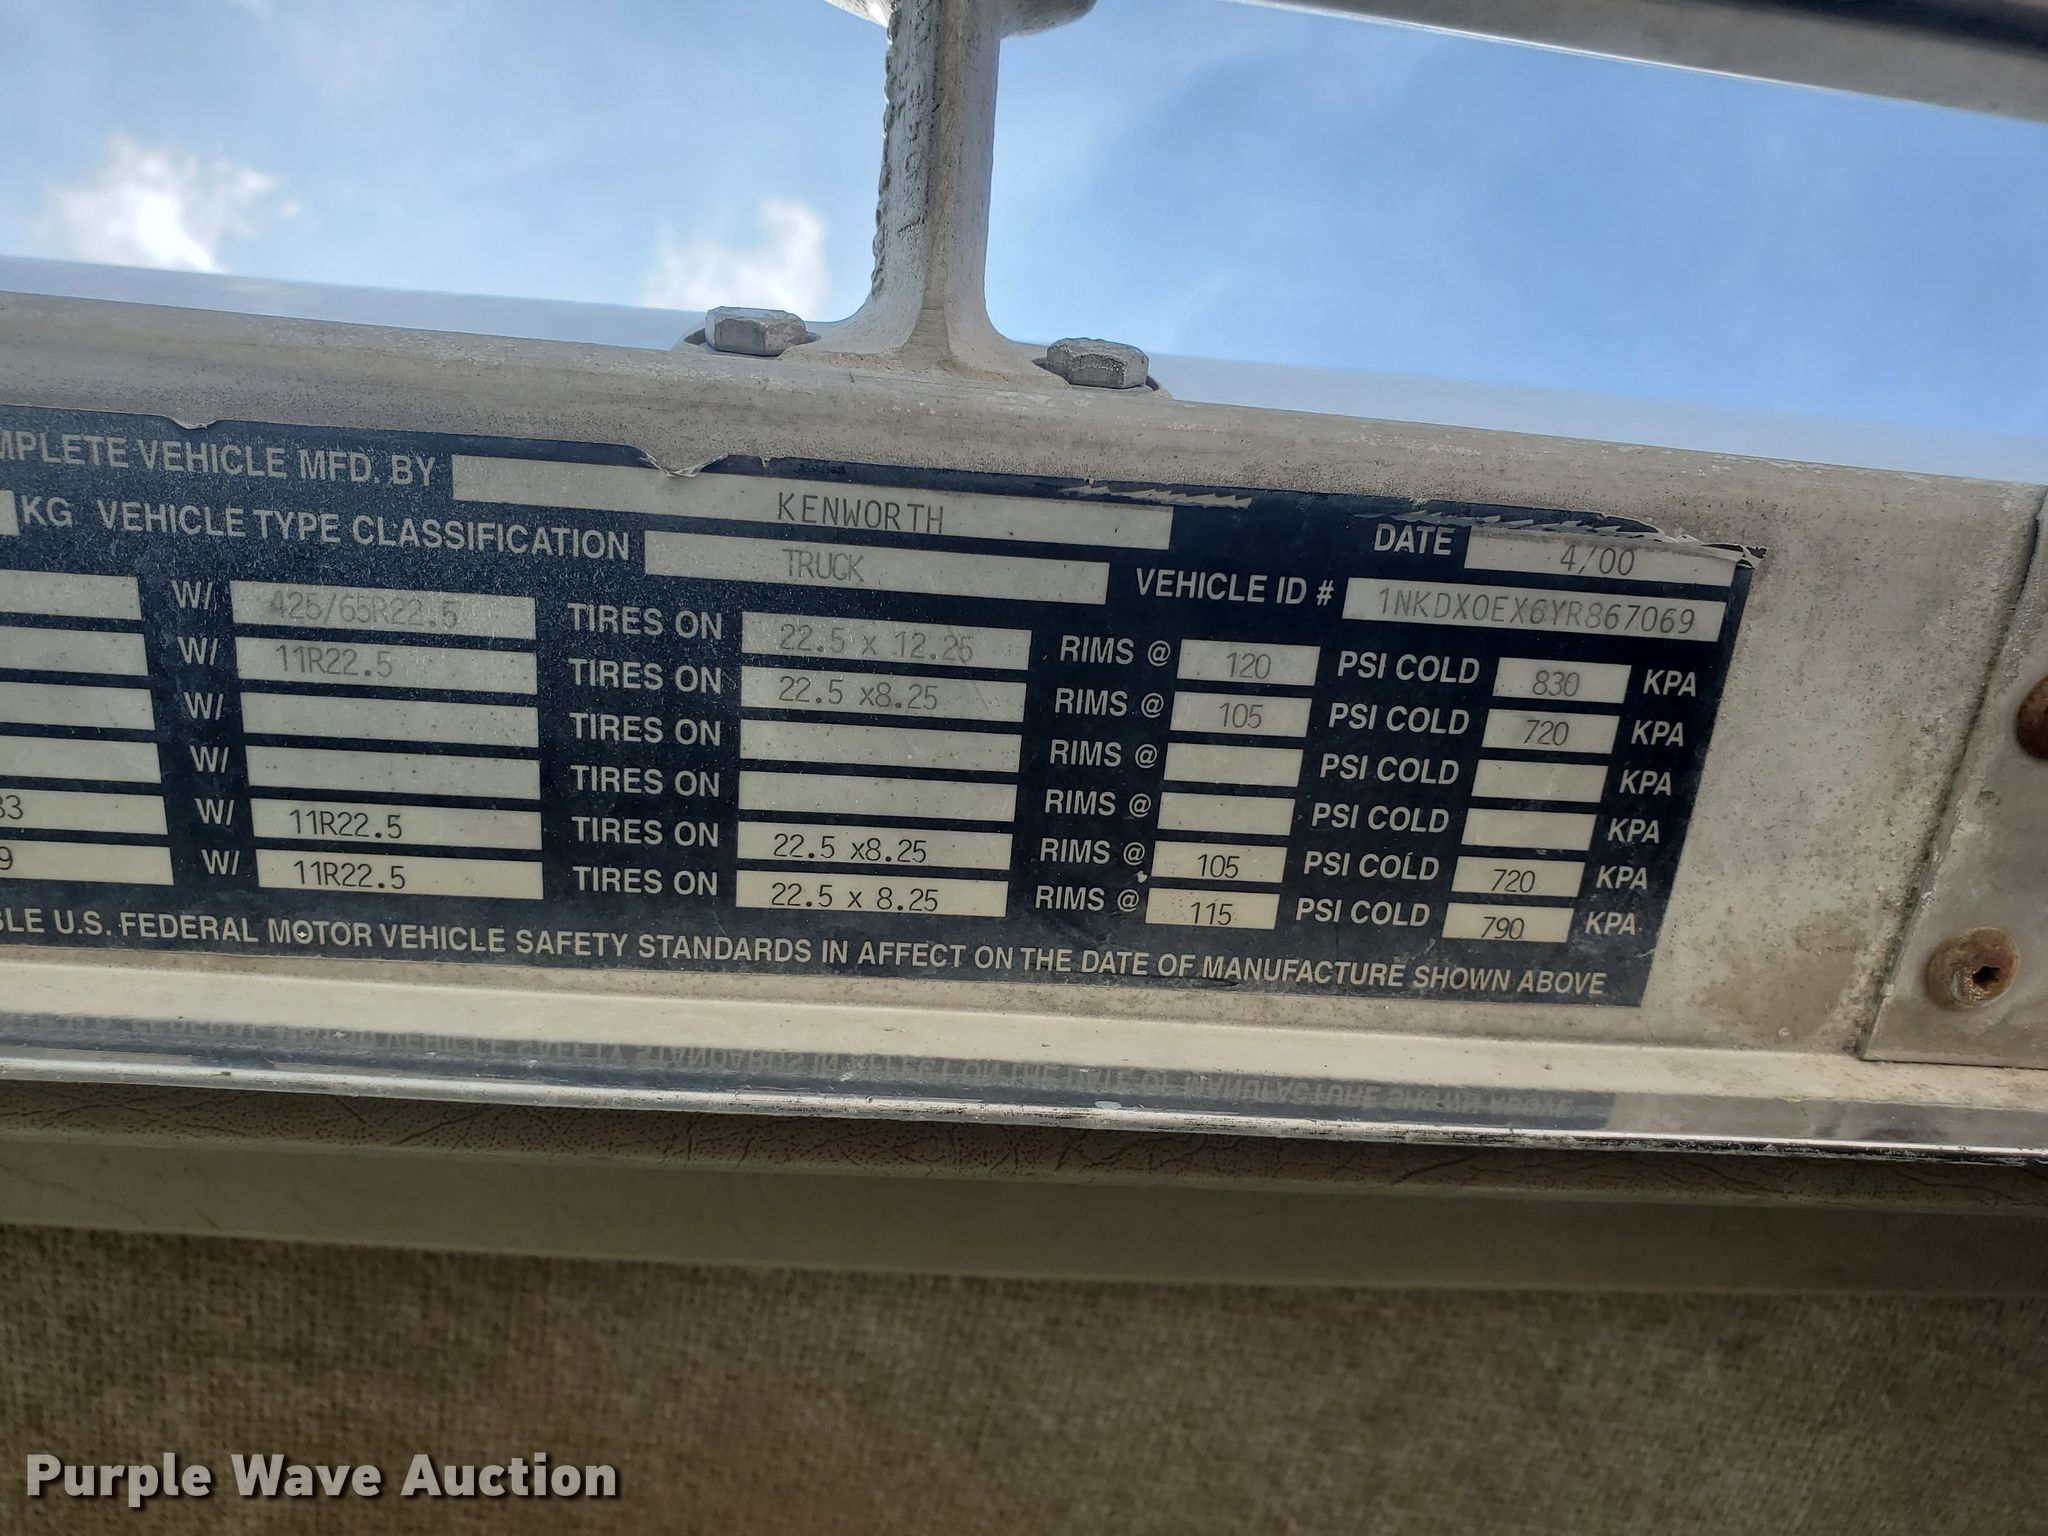 MPLETE VEHICLE MFD. BY KENWORTH DATE 4/00
KG VEHICLE TYPE CLASSIFICATION TRUCK VEHICLE ID # 1NKDX0EX6YR867069
W/ 425/65R22.5 TIRES ON 22.5 x 12.25 RIMS @ 120 PSI COLD 830 KPA
W/ 11R22.5 TIRES ON 22.5 x8.25 RIMS @ 105 PSI COLD 720 KPA
W/ TIRES ON RIMS @ PSI COLD KPA
W/ TIRES ON RIMS @ PSI COLD KPA
33 W/ 11R22.5 TIRES ON 22.5 x8.25 RIMS @ 105 PSI COLD 720 KPA
9 W/ 11R22.5 TIRES ON 22.5 x 8.25 RIMS @ 115 PSI COLD 790 KPA
BLE U.S. FEDERAL MOTOR VEHICLE SAFETY STANDARDS IN AFFECT ON THE DATE OF MANUFACTURE SHOWN ABOVE
Purple Wave Auction